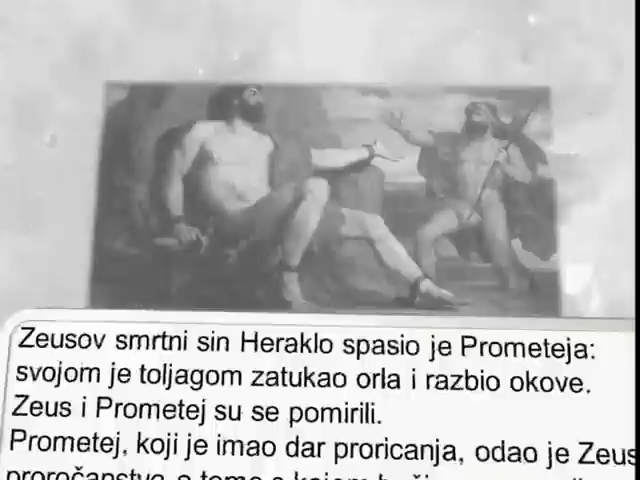 Zeusov smrtni sin Heraklo spasio je Prometeja:
svojom je toljagom zatukao orla i razbio okove.
Zeus i Prometej su se pomirili.
Prometej, koji je imao dar proricanja, odao je Zeus